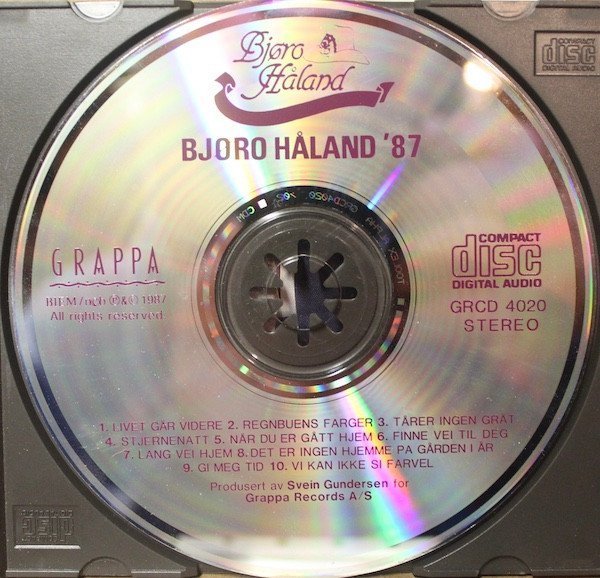 Bjøro
Håland
BJØRO HÅLAND '87
COMPACT
disc
DIGITAL AUDIO
GRAPPA
BIEM/n©b ℗&© 1987
All rights reserved.
COMPACT
disc
DIGITAL AUDIO
GRCD 4020
STEREO
GRCD4020
1. LIVET GÅR VIDERE 2. REGNBUENS FARGER 3. TÅRER INGEN GRÅT
4. STJERNENATT 5. NÅR DU ER GÅTT HJEM 6. FINNE VEI TIL DEG
7. LANG VEI HJEM 8. DET ER INGEN HJEMME PÅ GÅRDEN I ÅR
9. GI MEG TID 10. VI KAN IKKE SI FARVEL
Produsert av Svein Gundersen for
Grappa Records A/S